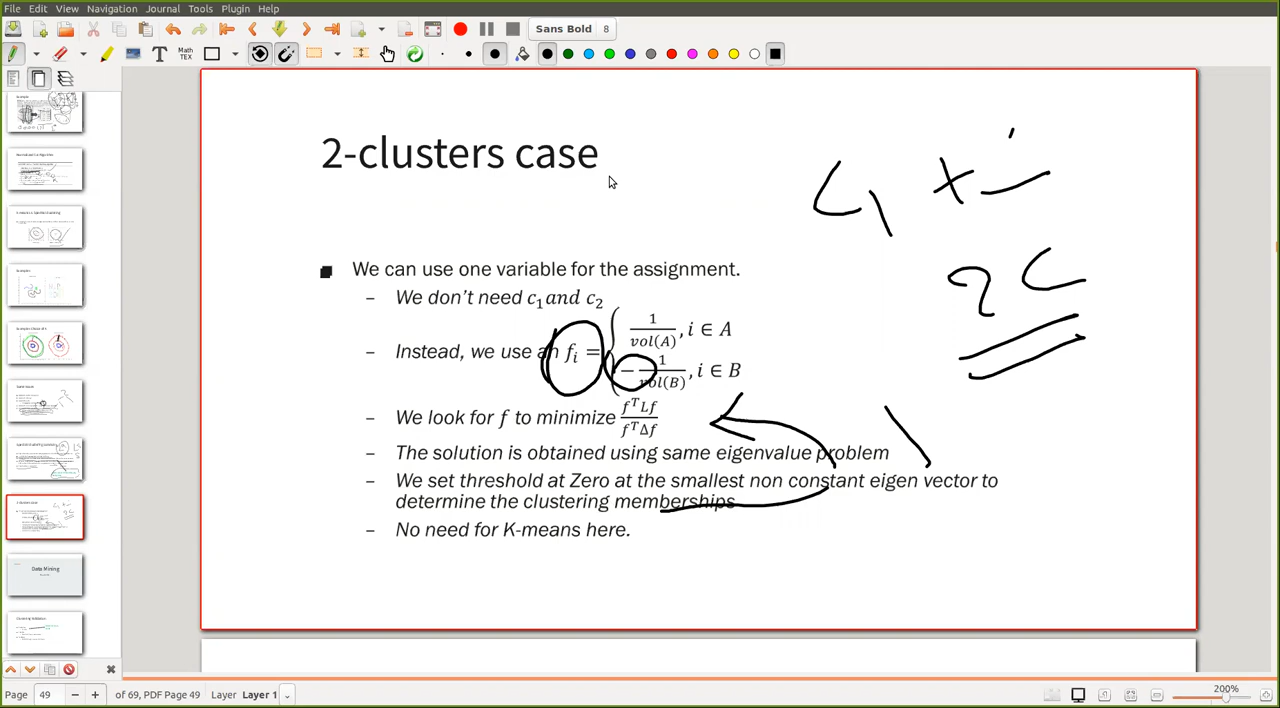 File Edit View Navigation Journal Tools Plugin Help
Sans Bold 8
Math TEX
2-clusters case
We can use one variable for the assignment.
– We don't need c₁and c₂
– Instead, we use an fᵢ = { 1/vol(A), i ∈ A
−1/vol(B), i ∈ B
– We look for f to minimize fᵀLf/fᵀΔf
– The solution is obtained using same eigenvalue problem
– We set threshold at Zero at the smallest non constant eigen vector to
determine the clustering memberships
– No need for K-means here.
Data Mining
Page 49 of 69, PDF Page 49 Layer Layer 1
200%